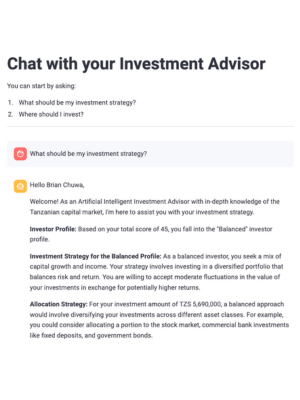 Chat with your Investment Advisor
You can start by asking:
1. What should be my investment strategy?
2. Where should I invest?
What should be my investment strategy?
Hello Brian Chuwa,
Welcome! As an Artificial Intelligent Investment Advisor with in-depth knowledge of the
Tanzanian capital market, I'm here to assist you with your investment strategy.
Investor Profile: Based on your total score of 45, you fall into the "Balanced" investor
profile.
Investment Strategy for the Balanced Profile: As a balanced investor, you seek a mix of
capital growth and income. Your strategy involves investing in a diversified portfolio that
balances risk and return. You are willing to accept moderate fluctuations in the value of
your investments in exchange for potentially higher returns.
Allocation Strategy: For your investment amount of TZS 5,690,000, a balanced approach
would involve diversifying your investments across different asset classes. For example,
you could consider allocating a portion to the stock market, commercial bank investments
like fixed deposits, and government bonds.